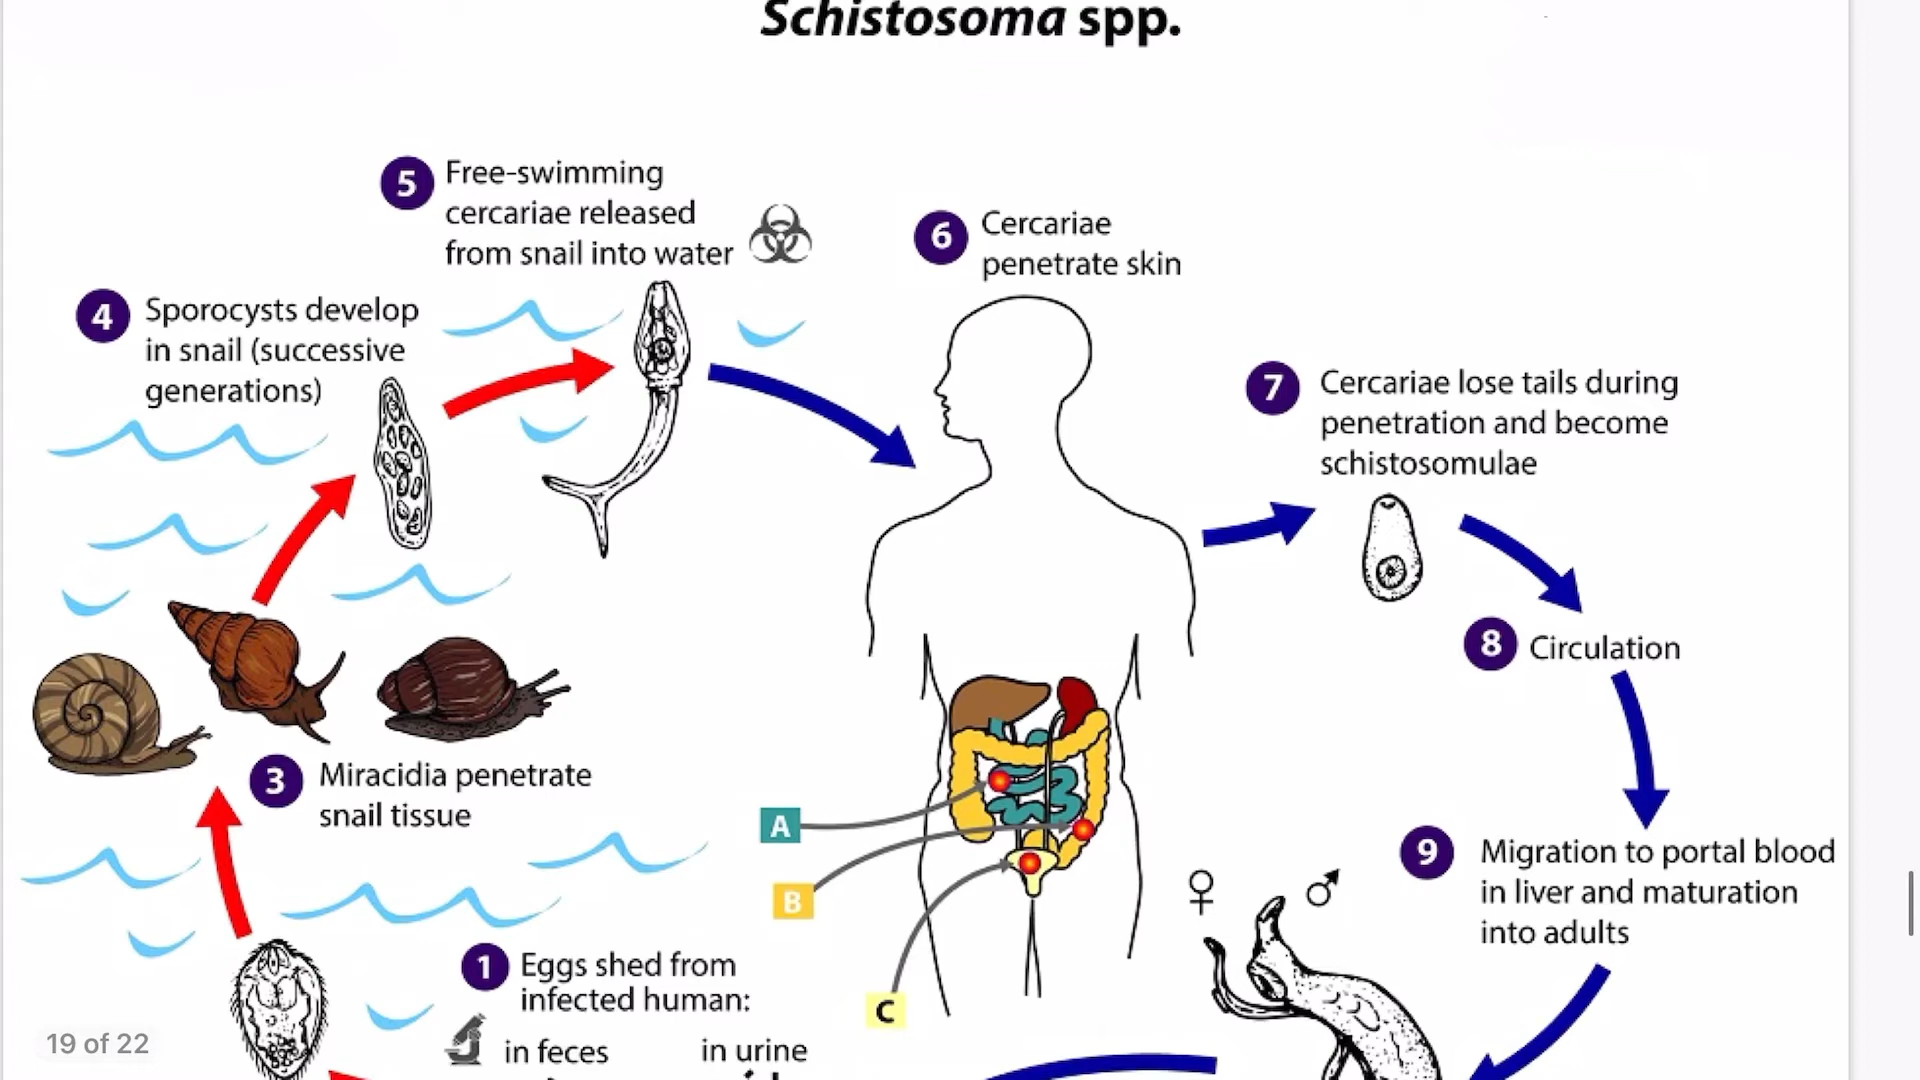 Schistosoma spp.
5 Free-swimming
cercariae released
from snail into water
6 Cercariae
penetrate skin
4 Sporocysts develop
in snail (successive
generations)
7 Cercariae lose tails during
penetration and become
schistosomulae
8 Circulation
3 Miracidia penetrate
snail tissue
A
B
C
9 Migration to portal blood
in liver and maturation
into adults
♀ ♂
1 Eggs shed from
infected human:
in feces in urine
19 of 22